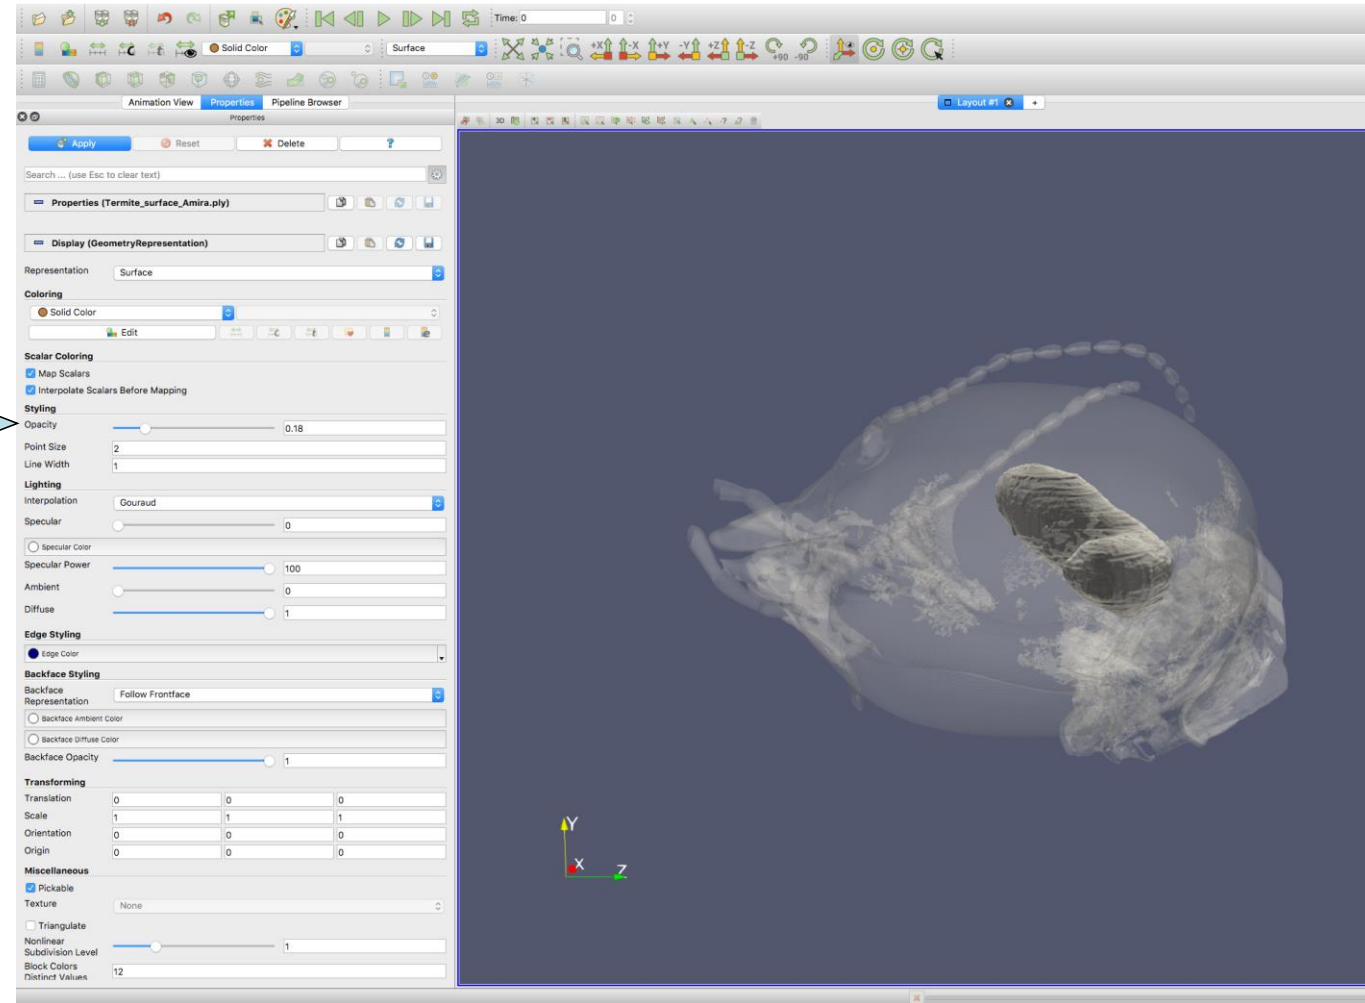 Time: 0
0
Solid Color
Surface
+X
-X
+Y
-Y
+Z
-Z
+90
-90
Animation View
Properties
Pipeline Browser
Layout #1
+
Properties
3D
Apply
Reset
Delete
?
Search ... (use Esc to clear text)
Properties (Termite_surface_Amira.ply)
Display (GeometryRepresentation)
Representation
Surface
Coloring
Solid Color
Edit
Scalar Coloring
Map Scalars
Interpolate Scalars Before Mapping
Styling
Opacity
0.18
Point Size
2
Line Width
1
Lighting
Interpolation
Gouraud
Specular
0
Specular Color
Specular Power
100
Ambient
0
Diffuse
1
Edge Styling
Edge Color
Backface Styling
Backface
Representation
Follow Frontface
Backface Ambient Color
Backface Diffuse Color
Backface Opacity
1
Transforming
Translation
0
0
0
Scale
1
1
1
Orientation
0
0
0
Origin
0
0
0
Miscellaneous
Pickable
Texture
None
Triangulate
Nonlinear
Subdivision Level
1
Block Colors
Distinct Values
12
Y
X
Z